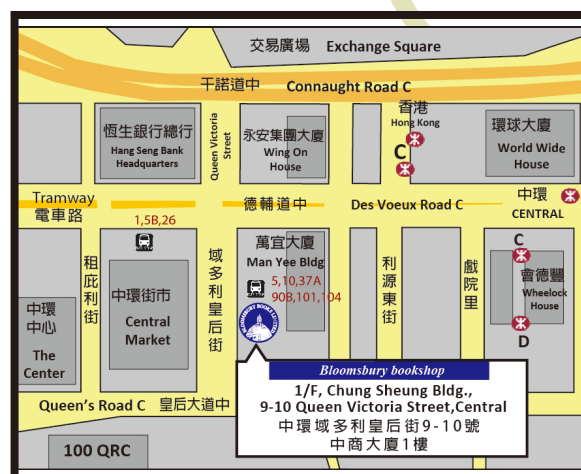 交易廣場 Exchange Square
干諾道中 Connaught Road C
恆生銀行總行
Hang Seng Bank
Headquarters
Queen Victoria
Street
永安集團大廈
Wing On
House
香港
Hong Kong
C
環球大廈
World Wide
House
Tramway
電車路
德輔道中 Des Voeux Road C
中環
CENTRAL
1,5B,26
租庇利街
域多利皇后街
萬宜大廈
Man Yee Bldg
5,10,37A
90B,101,104
BLOOMSBURY BOOKS LIMITED
利源東街
戲院里
C
會德豐
Wheelock
House
D
中環
中心
The
Center
中環街市
Central
Market
Queen's Road C 皇后大道中
100 QRC
Bloomsbury bookshop
1/F, Chung Sheung Bldg.,
9-10 Queen Victoria Street,Central
中環域多利皇后街9-10號
中商大廈1樓